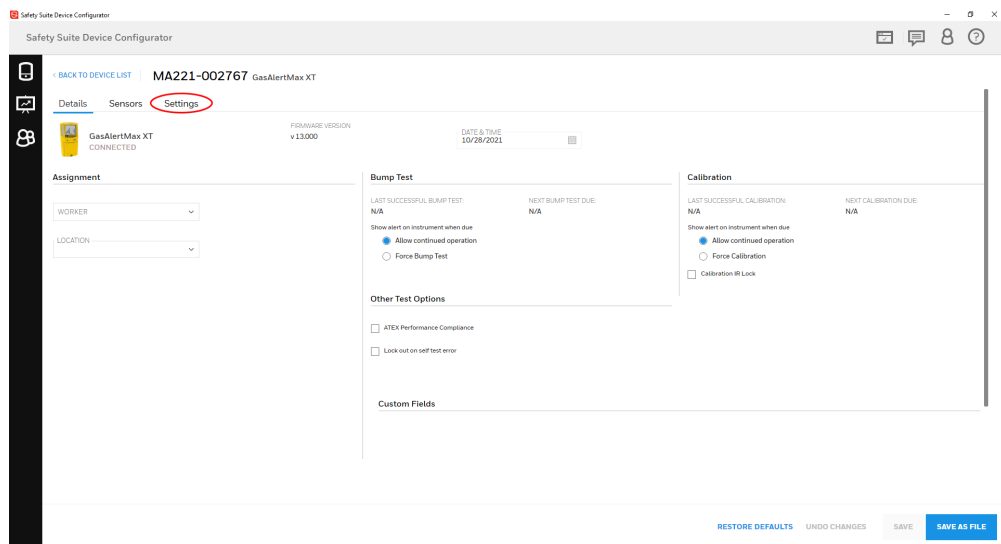 Safety Suite Device Configurator
Safety Suite Device Configurator
< BACK TO DEVICE LIST MA221-002767 GasAlertMax XT
Details Sensors Settings
GasAlertMax XT
CONNECTED
FIRMWARE VERSION
v 13.000
DATE & TIME
10/28/2021
Assignment
WORKER
LOCATION
Bump Test
LAST SUCCESSFUL BUMP TEST: NEXT BUMP TEST DUE:
N/A N/A
Show alert on instrument when due
Allow continued operation
Force Bump Test
Other Test Options
ATEX Performance Compliance
Lock out on self test error
Calibration
LAST SUCCESSFUL CALIBRATION: NEXT CALIBRATION DUE:
N/A N/A
Show alert on instrument when due
Allow continued operation
Force Calibration
Calibration IR Lock
Custom Fields
RESTORE DEFAULTS UNDO CHANGES SAVE SAVE AS FILE